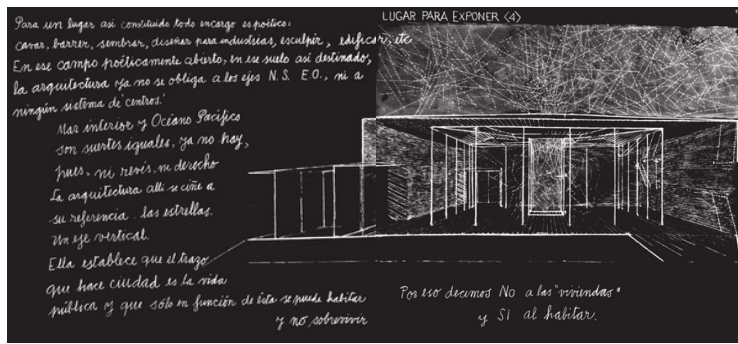 Para un lugar así constituido todo encargo es poético:
cavar, barrer, sembrar, diseñar para industrias, esculpir, edificar, etc
En ese campo poéticamente abierto, en ese suelo así destinado,
la arquitectura ya no se obliga a los ejes N.S. E.O., ni a
ningún sistema de centros.
Mar interior y Océano Pacífico
son suertes iguales, ya no hay,
pues, ni revés, ni derecho
La arquitectura allí se ciñe a
su referencia: las estrellas.
Un eje vertical.
Ella establece que el trazo
que hace ciudad es la vida
pública y que sólo en función de ésta se puede habitar
y no sobrevivir
LUGAR PARA EXPONER <4>
Por eso decimos No a las "viviendas"
y SI al habitar.